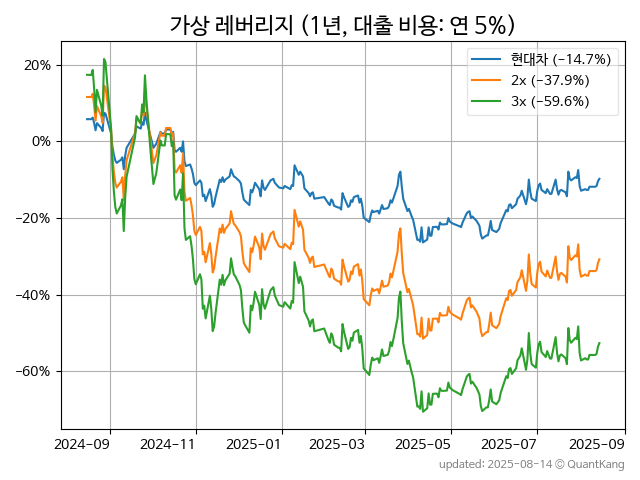 가상 레버리지 (1년, 대출 비용: 연 5%)
현대차 (−14.7%)
2x (−37.9%)
3x (−59.6%)
20%
0%
−20%
−40%
−60%
2024−09 2024−11 2025−01 2025−03 2025−05 2025−07 2025−09
updated: 2025-08-14 © QuantKang